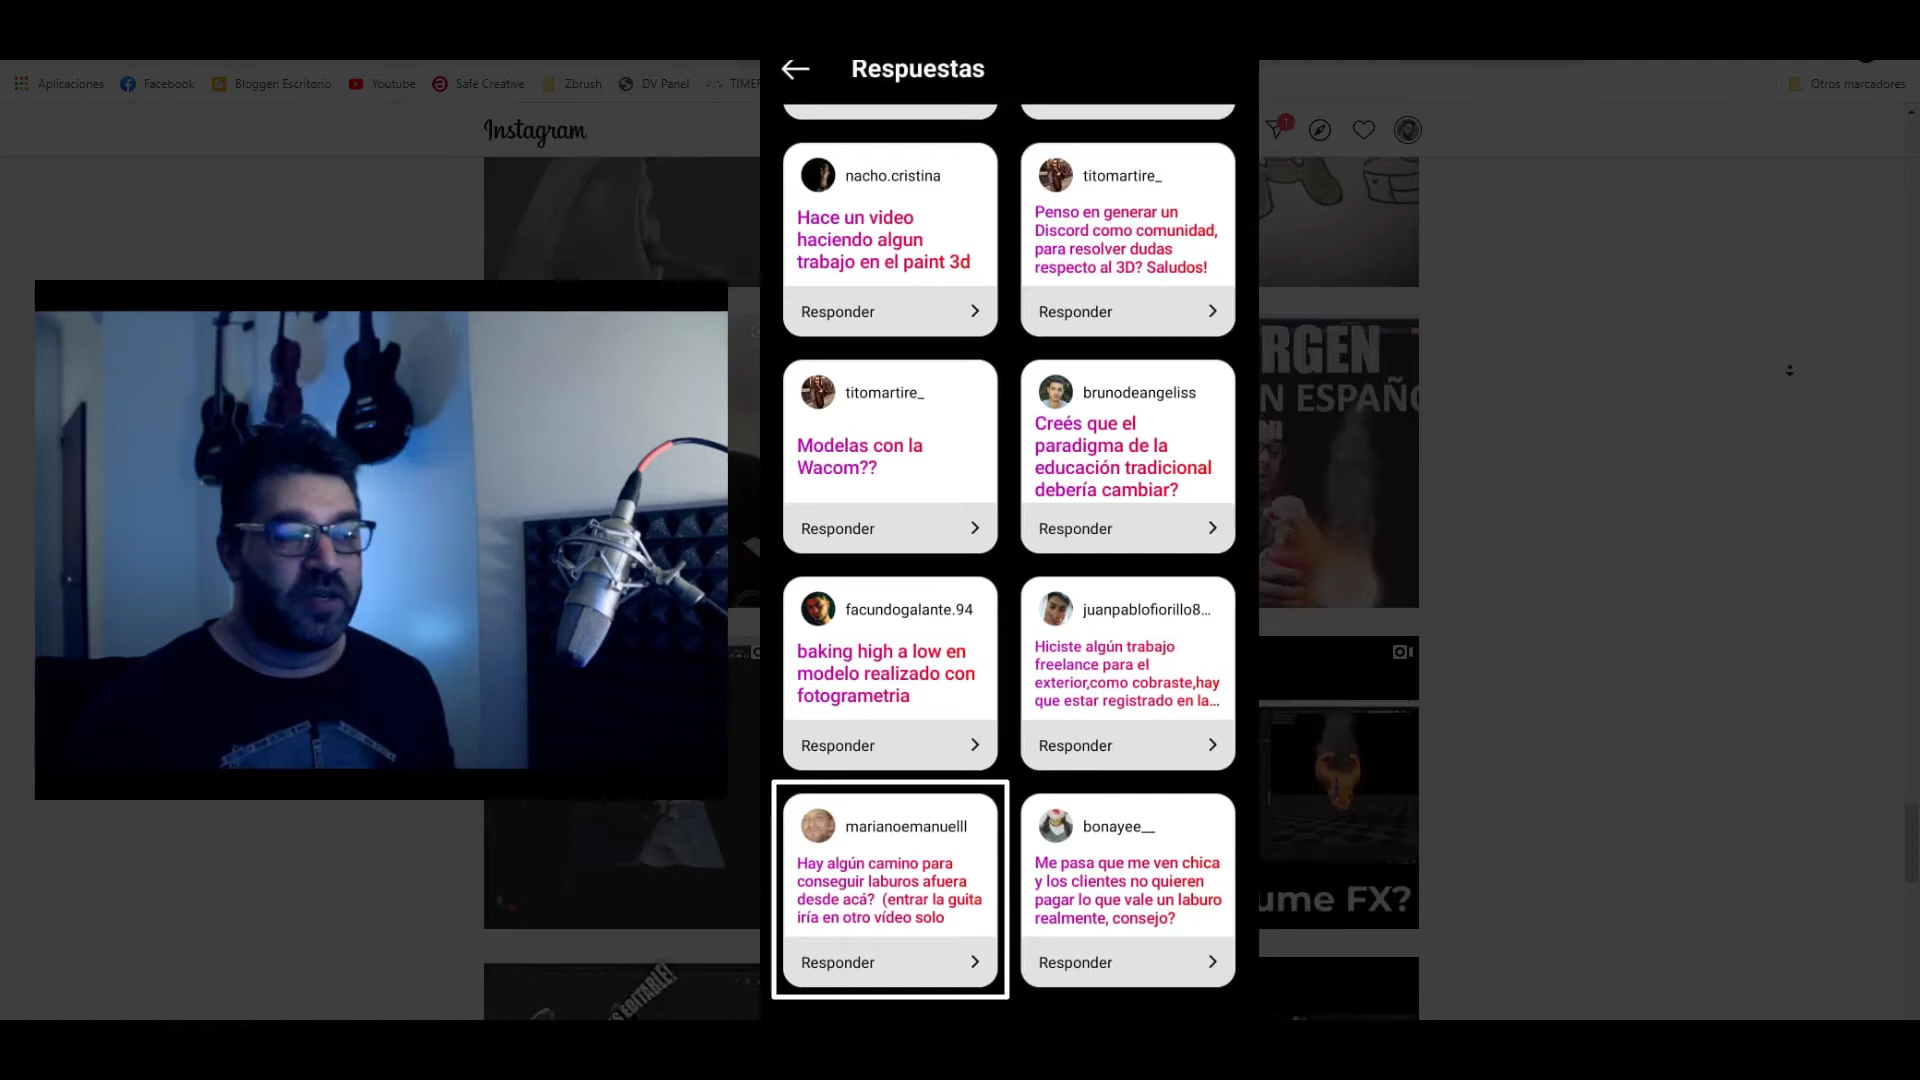 Respuestas
Aplicaciones
Facebook
Blogger: Escritorio
Youtube
Safe Creative
Zbrush
DV Panel
Otros marcadores
Instagram
1
nacho.cristina
Hace un video
haciendo algun
trabajo en el paint 3d
Responder
titomartire_
Penso en generar un
Discord como comunidad,
para resolver dudas
respecto al 3D? Saludos!
Responder
titomartire_
Modelas con la
Wacom??
Responder
brunodeangeliss
Creés que el
paradigma de la
educación tradicional
debería cambiar?
Responder
facundogalante.94
baking high a low en
modelo realizado con
fotogrametria
Responder
juanpablofiorillo8...
Hiciste algún trabajo
freelance para el
exterior,como cobraste,hay
que estar registrado en la...
Responder
marianoemanuelll
Hay algún camino para
conseguir laburos afuera
desde acá? (entrar la guita
iría en otro vídeo solo
Responder
bonayee__
Me pasa que me ven chica
y los clientes no quieren
pagar lo que vale un laburo
realmente, consejo?
Responder
RGEN
N ESPAÑO
ume FX?
EDITABLE!